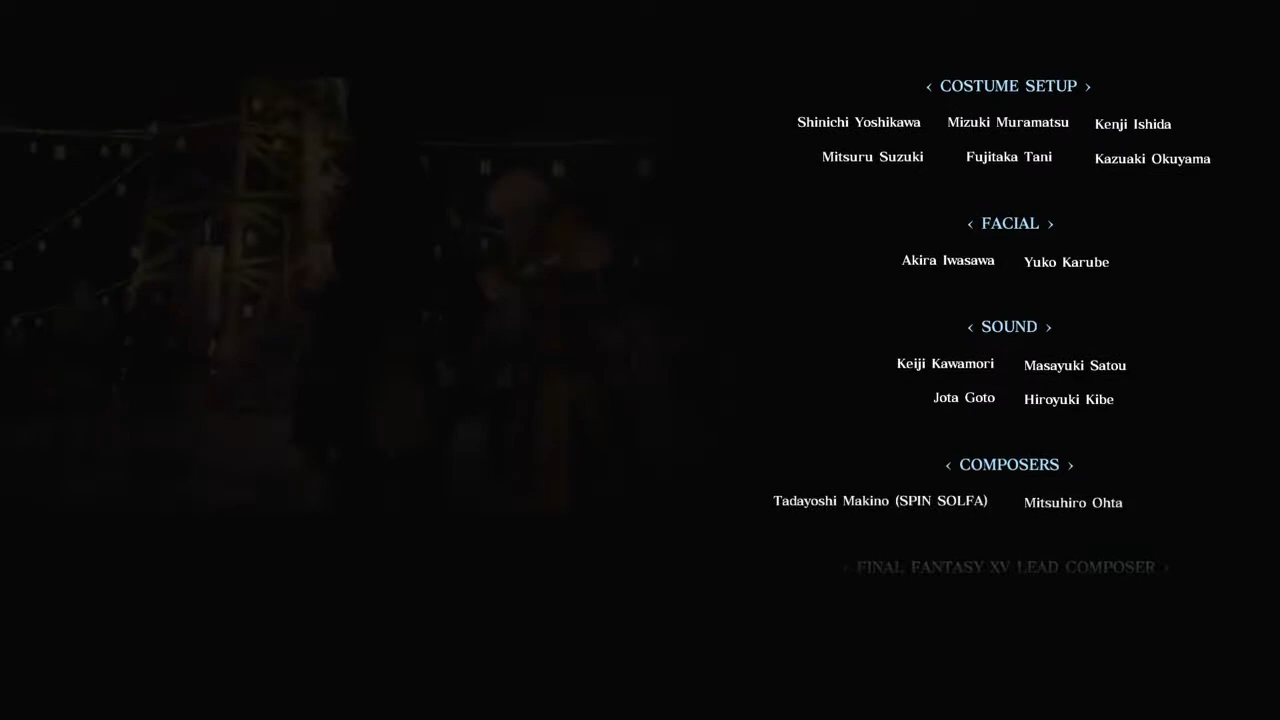 ‹ COSTUME SETUP ›
Shinichi Yoshikawa Mizuki Muramatsu Kenji Ishida
Mitsuru Suzuki Fujitaka Tani Kazuaki Okuyama
‹ FACIAL ›
Akira Iwasawa Yuko Karube
‹ SOUND ›
Keiji Kawamori Masayuki Satou
Jota Goto Hiroyuki Kibe
‹ COMPOSERS ›
Tadayoshi Makino (SPIN SOLFA) Mitsuhiro Ohta
‹ FINAL FANTASY XV LEAD COMPOSER ›